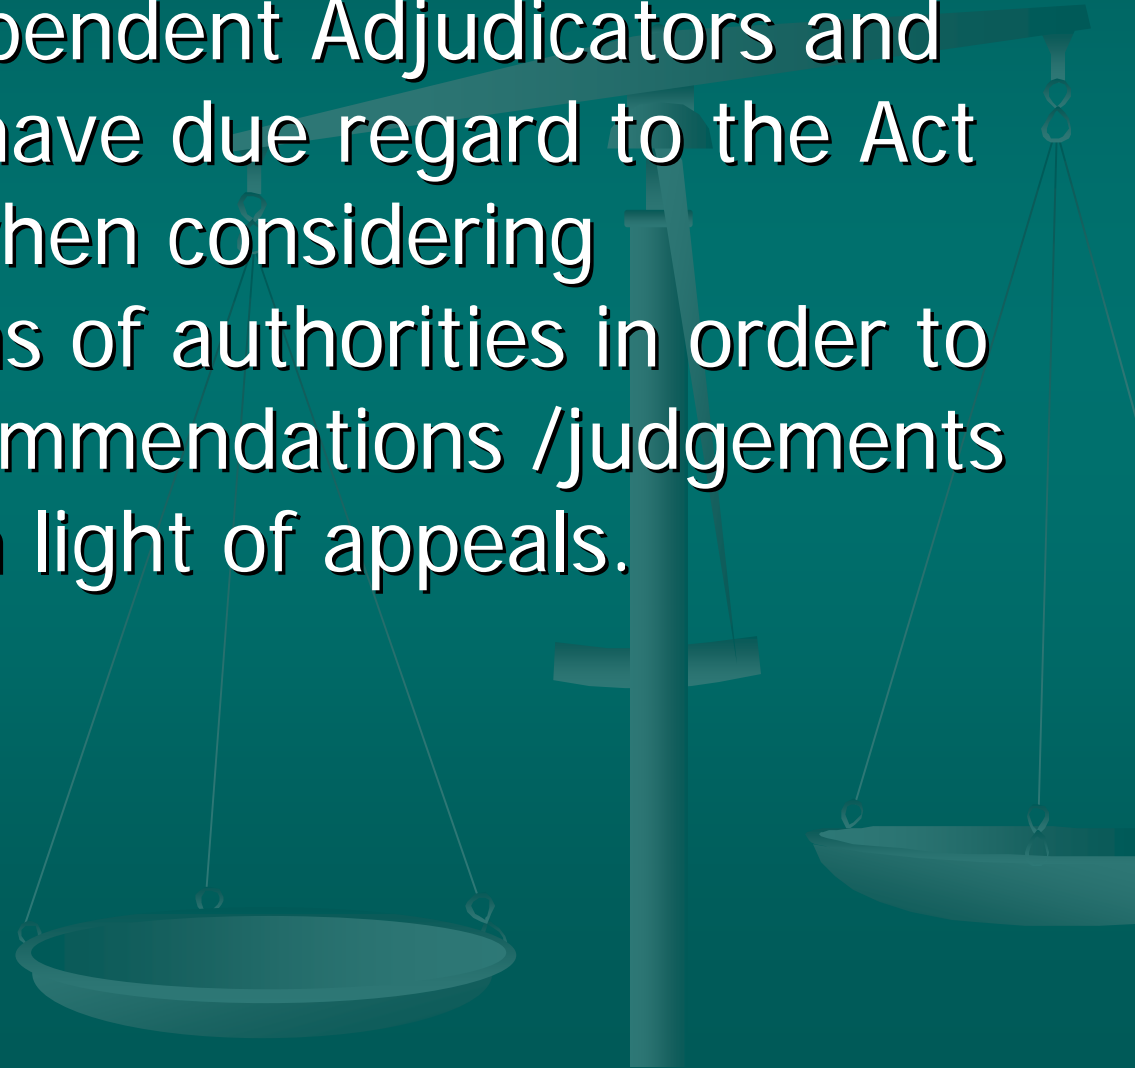 pendent Adjudicators and
have due regard to the Act
hen considering
s of authorities in order to
mmendations /judgements
light of appeals.